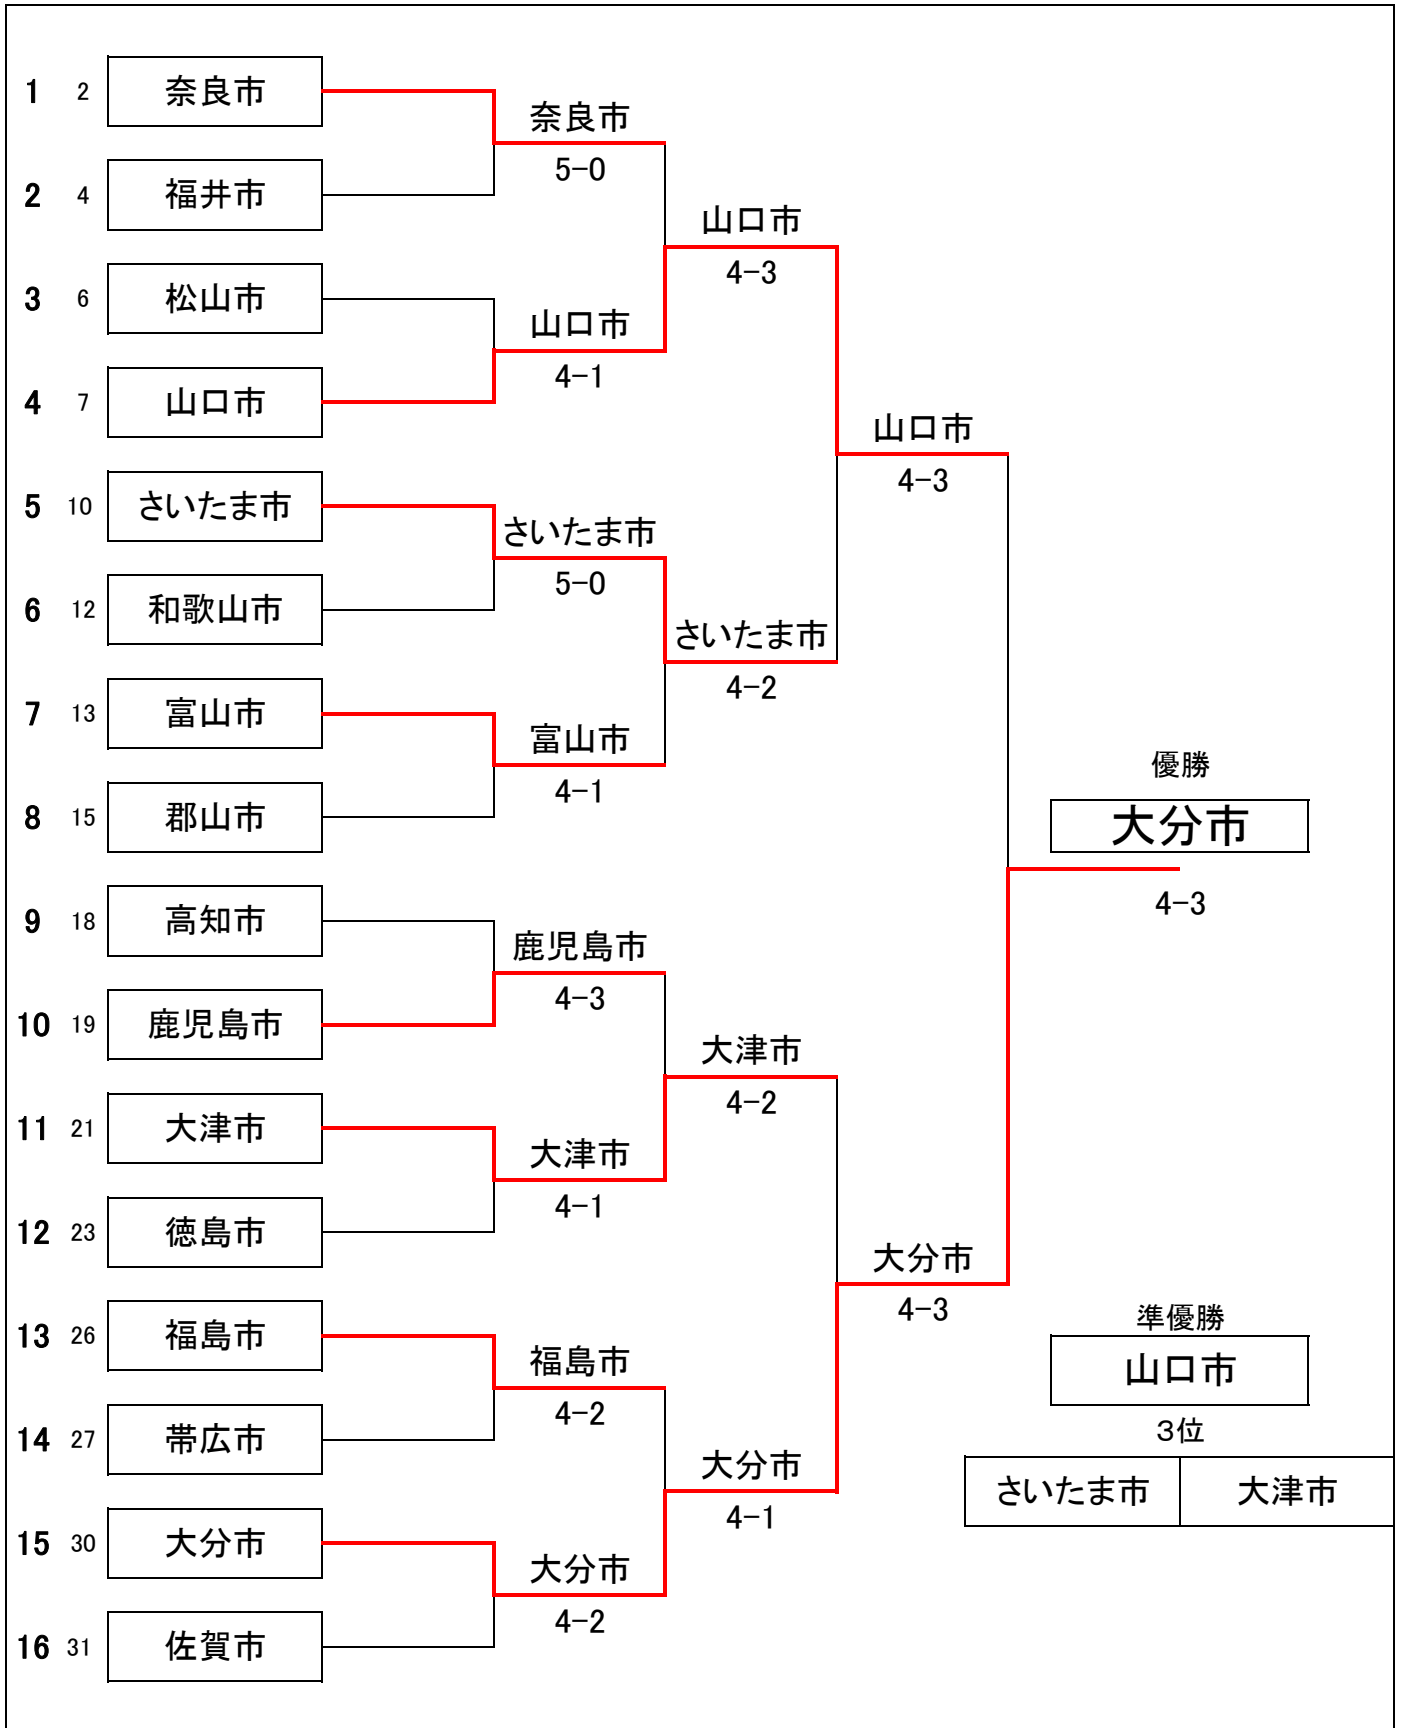 1 2 奈良市
奈良市
5-0
2 4 福井市
山口市
4-3
3 6 松山市
山口市
4-1
4 7 山口市
山口市
4-3
5 10 さいたま市
さいたま市
5-0
6 12 和歌山市
さいたま市
4-2
7 13 富山市
富山市
4-1
8 15 郡山市
優勝
大分市
4-3
9 18 高知市
鹿児島市
4-3
10 19 鹿児島市
大津市
4-2
11 21 大津市
大津市
4-1
12 23 徳島市
大分市
4-3
13 26 福島市
福島市
4-2
準優勝
山口市
14 27 帯広市
3位
さいたま市 大津市
大分市
4-1
15 30 大分市
大分市
4-2
16 31 佐賀市